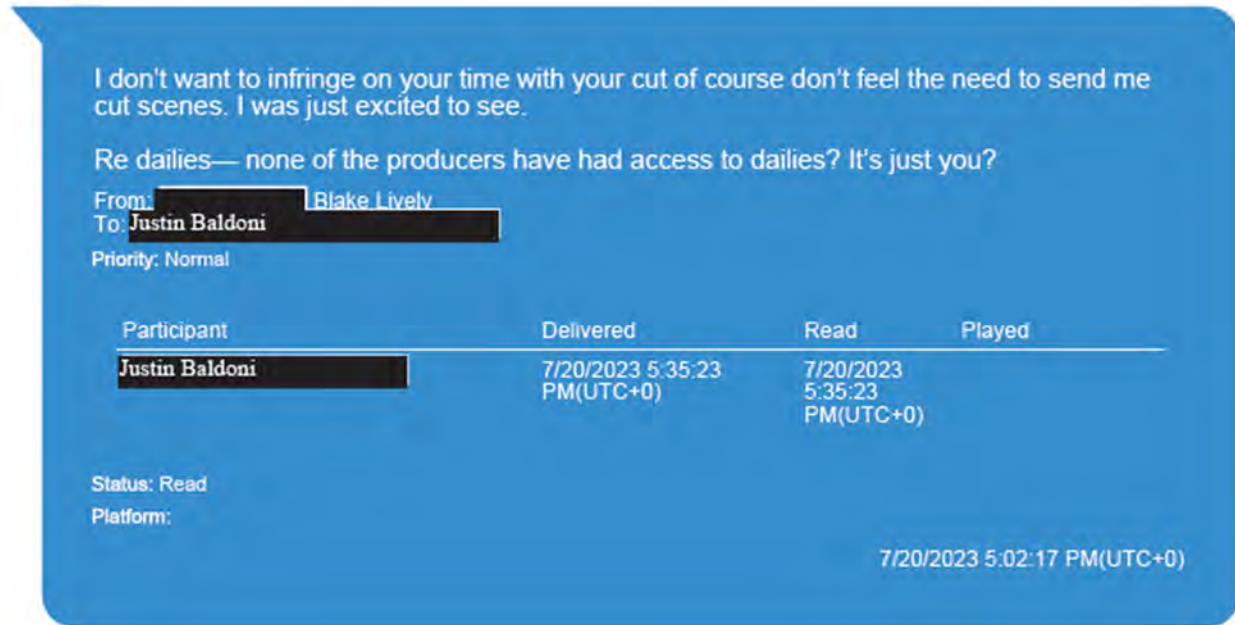 I don't want to infringe on your time with your cut of course don't feel the need to send me
cut scenes. I was just excited to see.
Re dailies— none of the producers have had access to dailies? It's just you?
From: Blake Lively
To: Justin Baldoni
Priority: Normal
Participant Delivered Read Played
Justin Baldoni 7/20/2023 5:35:23 7/20/2023
PM(UTC+0) 5:35:23
PM(UTC+0)
Status: Read
Platform:
7/20/2023 5:02:17 PM(UTC+0)